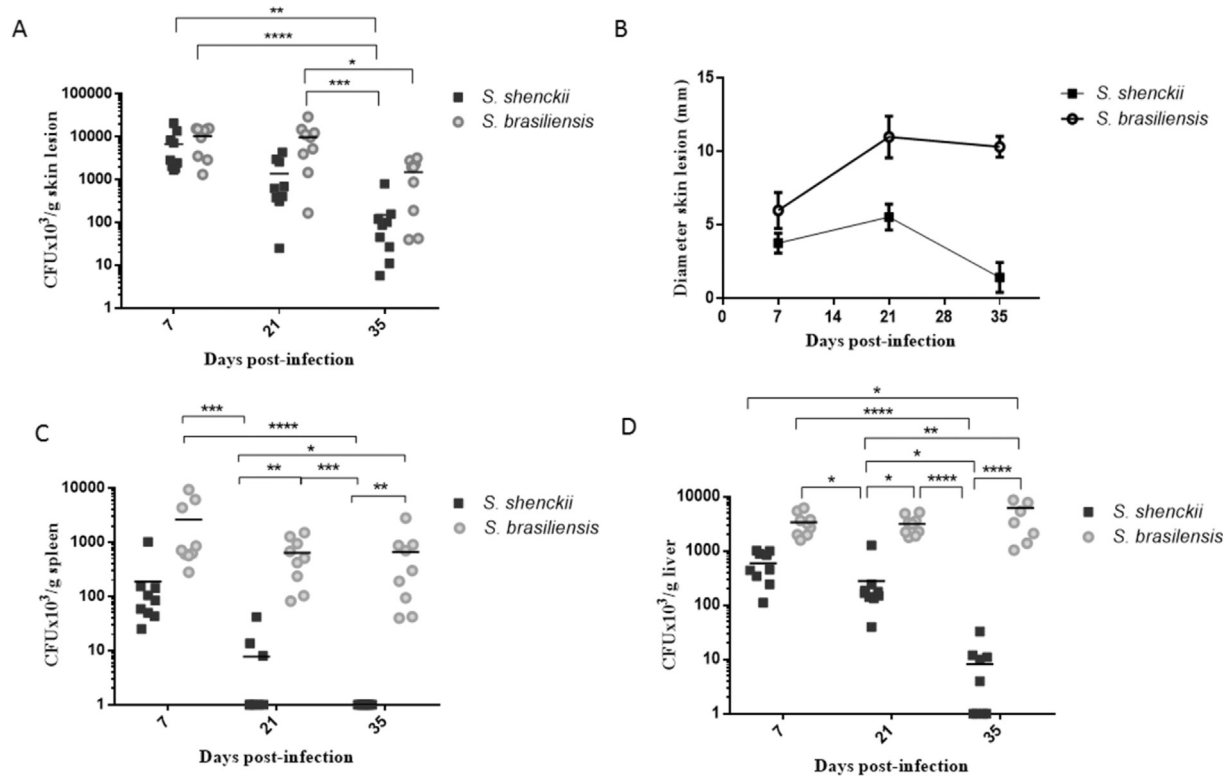 A
**
****
*
***
CFUx10³/g skin lesion
100000
10000
1000
100
10
1
7
21
35
Days post-infection
S. shenckii
S. brasiliensis
B
Diameter skin lesion (mm)
15
10
5
0
0
7
14
21
28
35
Days post-infection
S. shenckii
S. brasiliensis
C
***
****
*
**
***
**
CFUx10³/g spleen
10000
1000
100
10
1
7
21
35
Days post-infection
S. shenckii
S. brasiliensis
D
*
****
**
*
****
*
*
****
CFUx10³/g liver
10000
1000
100
10
1
7
21
35
Days post-infection
S. shenckii
S. brasilensis